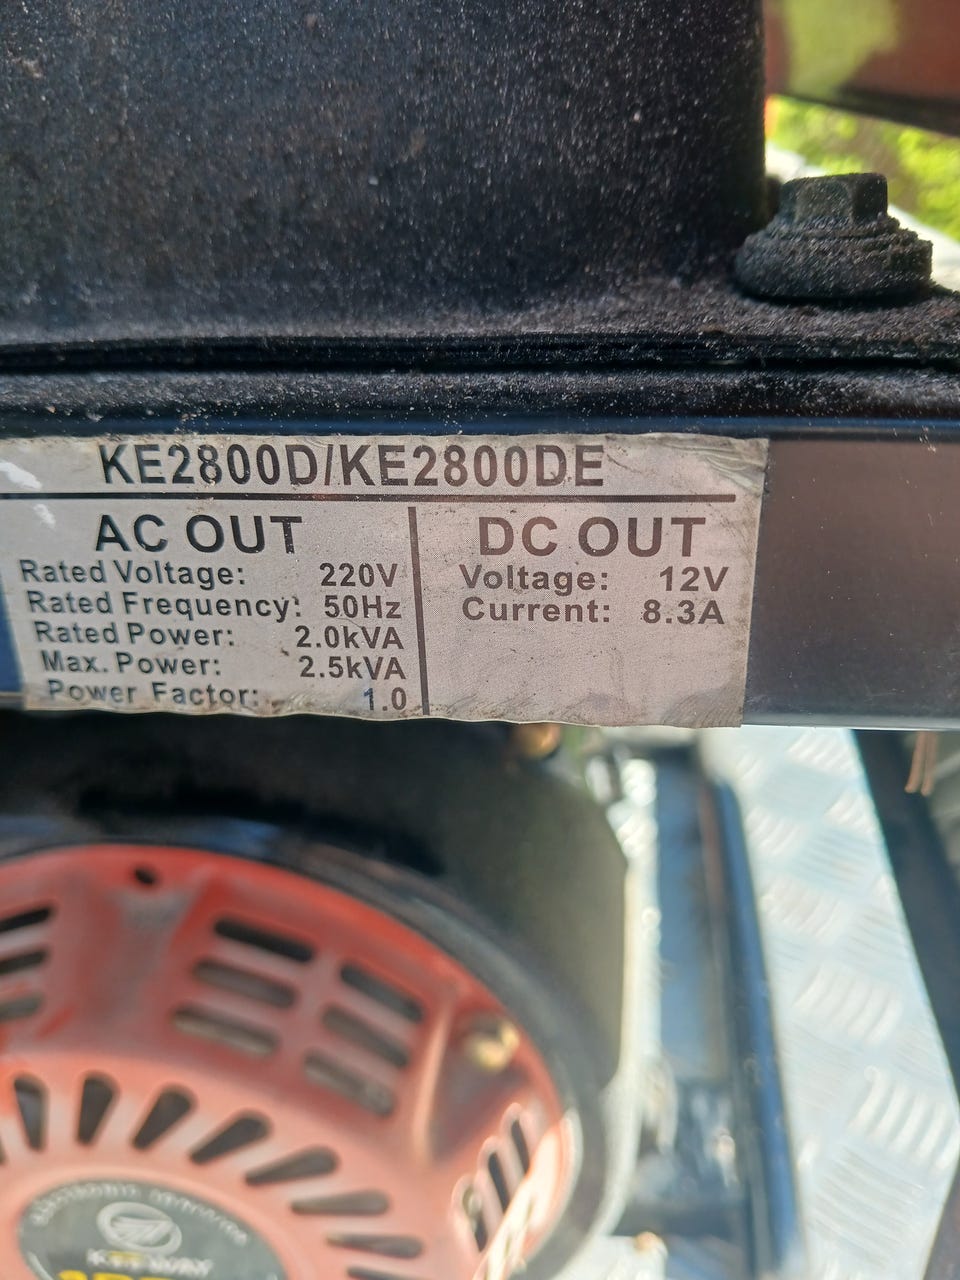 KE2800D/KE2800DE
AC OUT
Rated Voltage: 220V
Rated Frequency: 50Hz
Rated Power: 2.0kVA
Max. Power: 2.5kVA
Power Factor: 1.0
DC OUT
Voltage: 12V
Current: 8.3A
KEEWAY